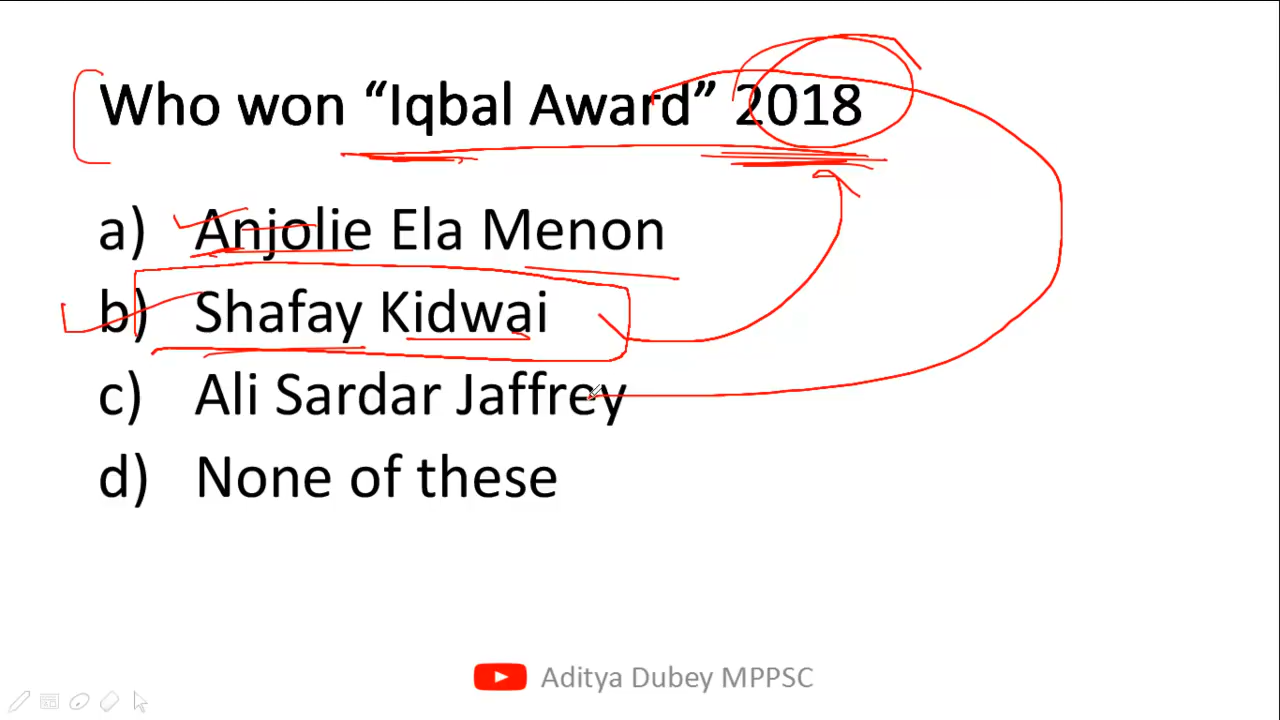 Who won “Iqbal Award” 2018
a) Anjolie Ela Menon
b) Shafay Kidwai
c) Ali Sardar Jaffrey
d) None of these
Aditya Dubey MPPSC